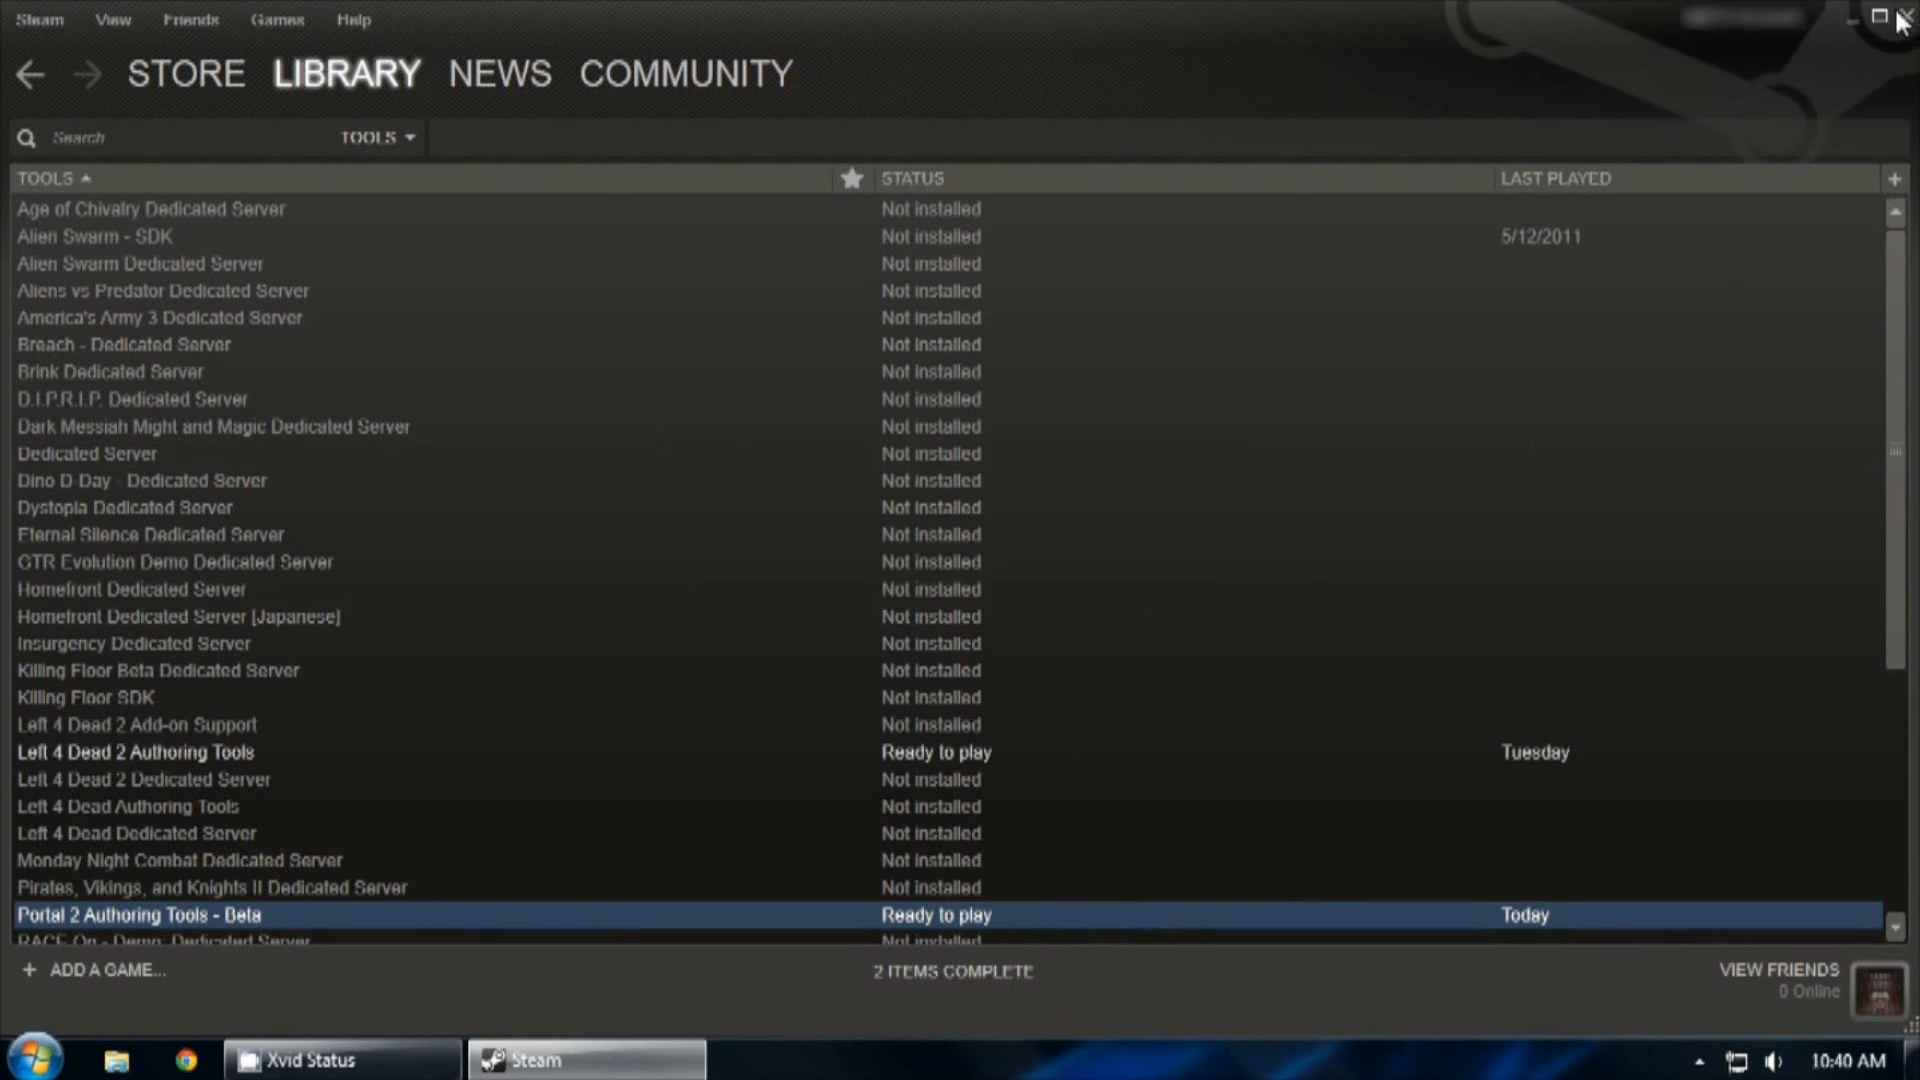 Steam View Friends Games Help
STORE LIBRARY NEWS COMMUNITY
Search TOOLS
TOOLS STATUS LAST PLAYED
Age of Chivalry Dedicated Server Not installed
Alien Swarm - SDK Not installed 5/12/2011
Alien Swarm Dedicated Server Not installed
Aliens vs Predator Dedicated Server Not installed
America's Army 3 Dedicated Server Not installed
Breach - Dedicated Server Not installed
Brink Dedicated Server Not installed
D.I.P.R.I.P. Dedicated Server Not installed
Dark Messiah Might and Magic Dedicated Server Not installed
Dedicated Server Not installed
Dino D-Day - Dedicated Server Not installed
Dystopia Dedicated Server Not installed
Eternal Silence Dedicated Server Not installed
GTR Evolution Demo Dedicated Server Not installed
Homefront Dedicated Server Not installed
Homefront Dedicated Server [Japanese] Not installed
Insurgency Dedicated Server Not installed
Killing Floor Beta Dedicated Server Not installed
Killing Floor SDK Not installed
Left 4 Dead 2 Add-on Support Not installed
Left 4 Dead 2 Authoring Tools Ready to play Tuesday
Left 4 Dead 2 Dedicated Server Not installed
Left 4 Dead Authoring Tools Not installed
Left 4 Dead Dedicated Server Not installed
Monday Night Combat Dedicated Server Not installed
Pirates, Vikings, and Knights II Dedicated Server Not installed
Portal 2 Authoring Tools - Beta Ready to play Today
RACE On - Demo: Dedicated Server Not installed
+ ADD A GAME... 2 ITEMS COMPLETE VIEW FRIENDS
0 Online
Xvid Status Steam 10:40 AM